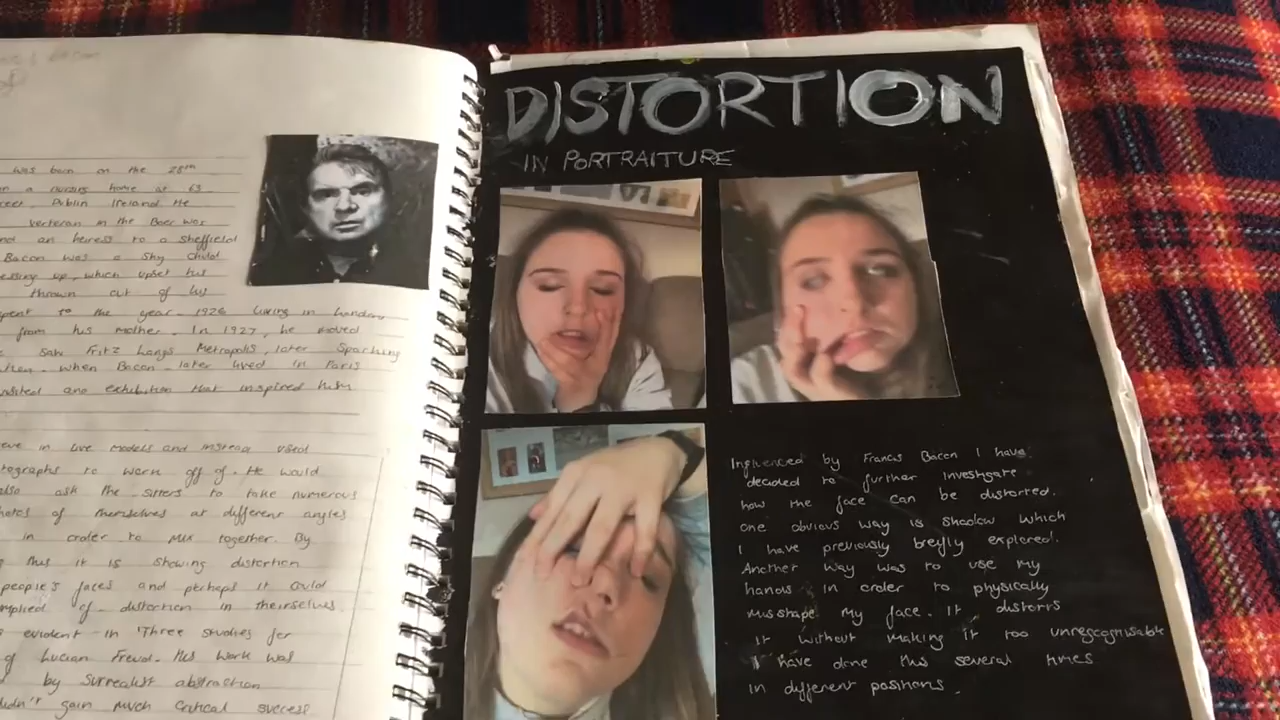 was born on the 28th
in a nursing home at 63
Dublin Ireland. He
verteran in the Boer War
and an heiress to a Sheffield
Bacon was a shy child
dressing up, which upset his
thrown out of his
spent to the year 1926 living in London
from his mother. In 1927, he moved
saw Fritz Langs Metropolis, later sparking
when Bacon later lived in Paris
visited and exhibition that inspired him
in live models and instead used
photographs to work off of. He would
also ask the sitters to take numerous
photos of themselves at different angles
in order to mix together. By
this it is showing distortion
people's faces and perhaps it could
of distortion in themselves.
evident in 'Three studies for
of Lucian Freud. His work was
by surrealist abstraction
didn't gain much critical success
DISTORTION
IN PORTRAITURE
Influenced by Francis Bacon I have
decided to further investigate
how the face can be distorted.
one obvious way is shadow which
I have previously breifly explored.
Another way was to use my
hands in order to physically
misshape my face. It distorts
it without making it too unregcognisable
I have done this several times
in different positions.